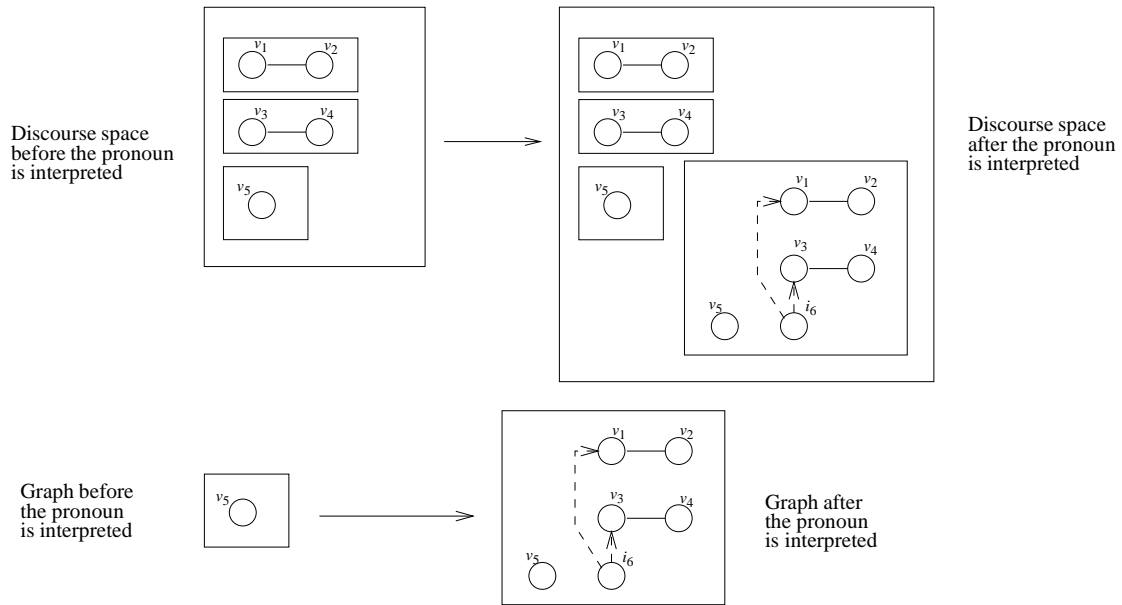 v1 v2
v3 v4
v5
Discourse space
before the pronoun
is interpreted
v1 v2
v3 v4
v5
v1 v2
v3 v4
v5 i6
Discourse space
after the pronoun
is interpreted
Graph before
the pronoun
is interpreted
v5
v1 v2
v3 v4
v5 i6
Graph after
the pronoun
is interpreted